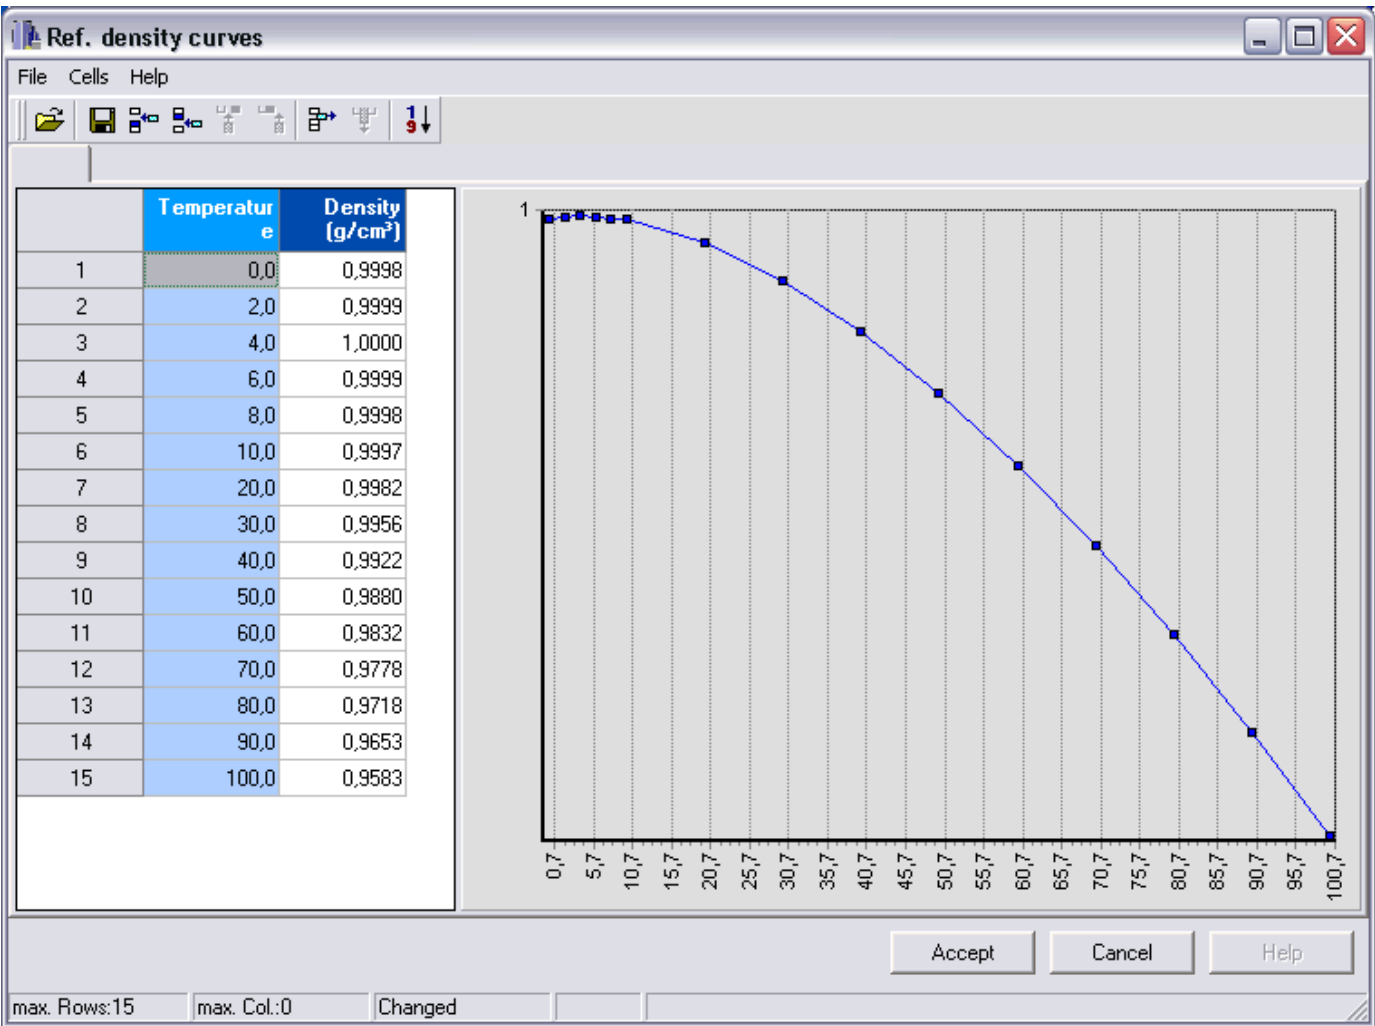 Ref. density curves
File Cells Help
Temperatur
e
Density
(g/cm³)
1 0,0 0,9998
2 2,0 0,9999
3 4,0 1,0000
4 6,0 0,9999
5 8,0 0,9998
6 10,0 0,9997
7 20,0 0,9982
8 30,0 0,9956
9 40,0 0,9922
10 50,0 0,9880
11 60,0 0,9832
12 70,0 0,9778
13 80,0 0,9718
14 90,0 0,9653
15 100,0 0,9583
1
0,7 5,7 10,7 15,7 20,7 25,7 30,7 35,7 40,7 45,7 50,7 55,7 60,7 65,7 70,7 75,7 80,7 85,7 90,7 95,7 100,7
Accept Cancel Help
max. Rows:15 max. Col.:0 Changed